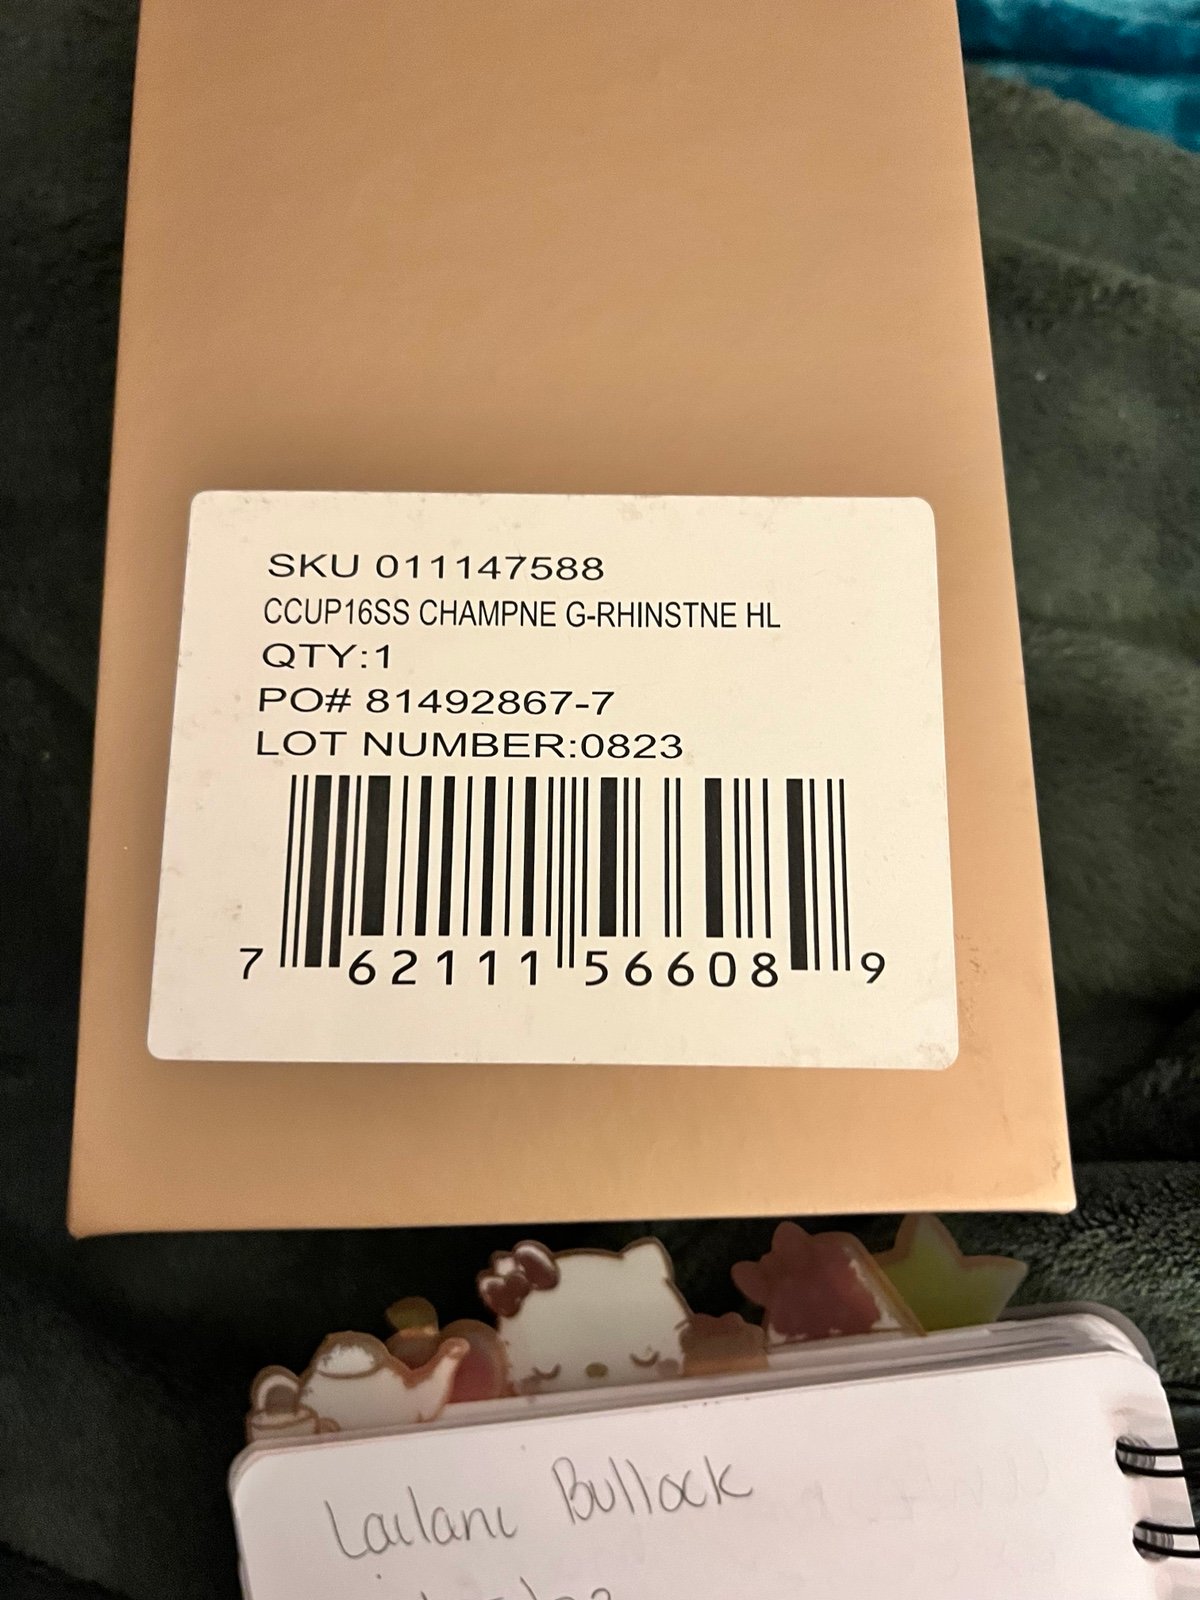 SKU 011147588
CCUP16SS CHAMPNE G-RHINSTNE HL
QTY:1
PO# 81492867-7
LOT NUMBER:0823
7 62111 56608 9
Lailani Bullock